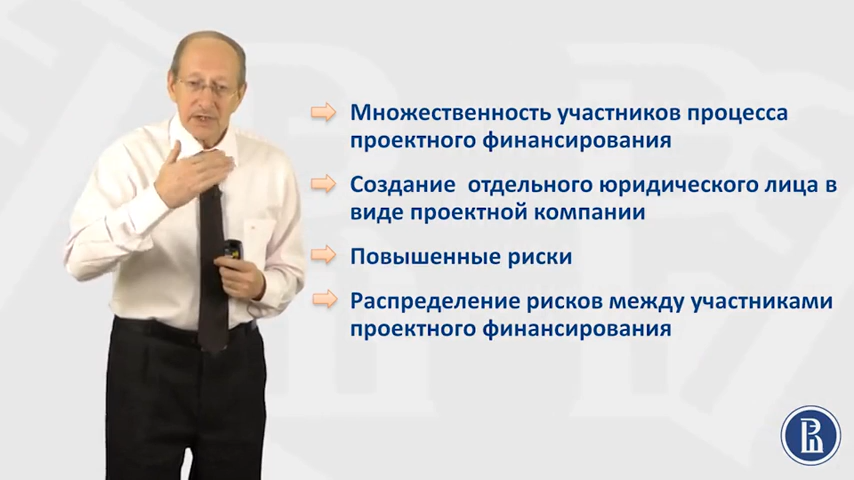 Множественность участников процесса
проектного финансирования
Создание отдельного юридического лица в
виде проектной компании
Повышенные риски
Распределение рисков между участниками
проектного финансирования